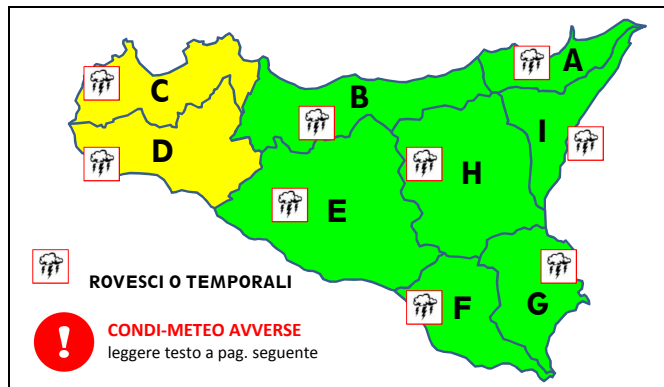 A
C
B
I
D
H
E
F
G
ROVESCI O TEMPORALI
!
CONDI-METEO AVVERSE
leggere testo a pag. seguente